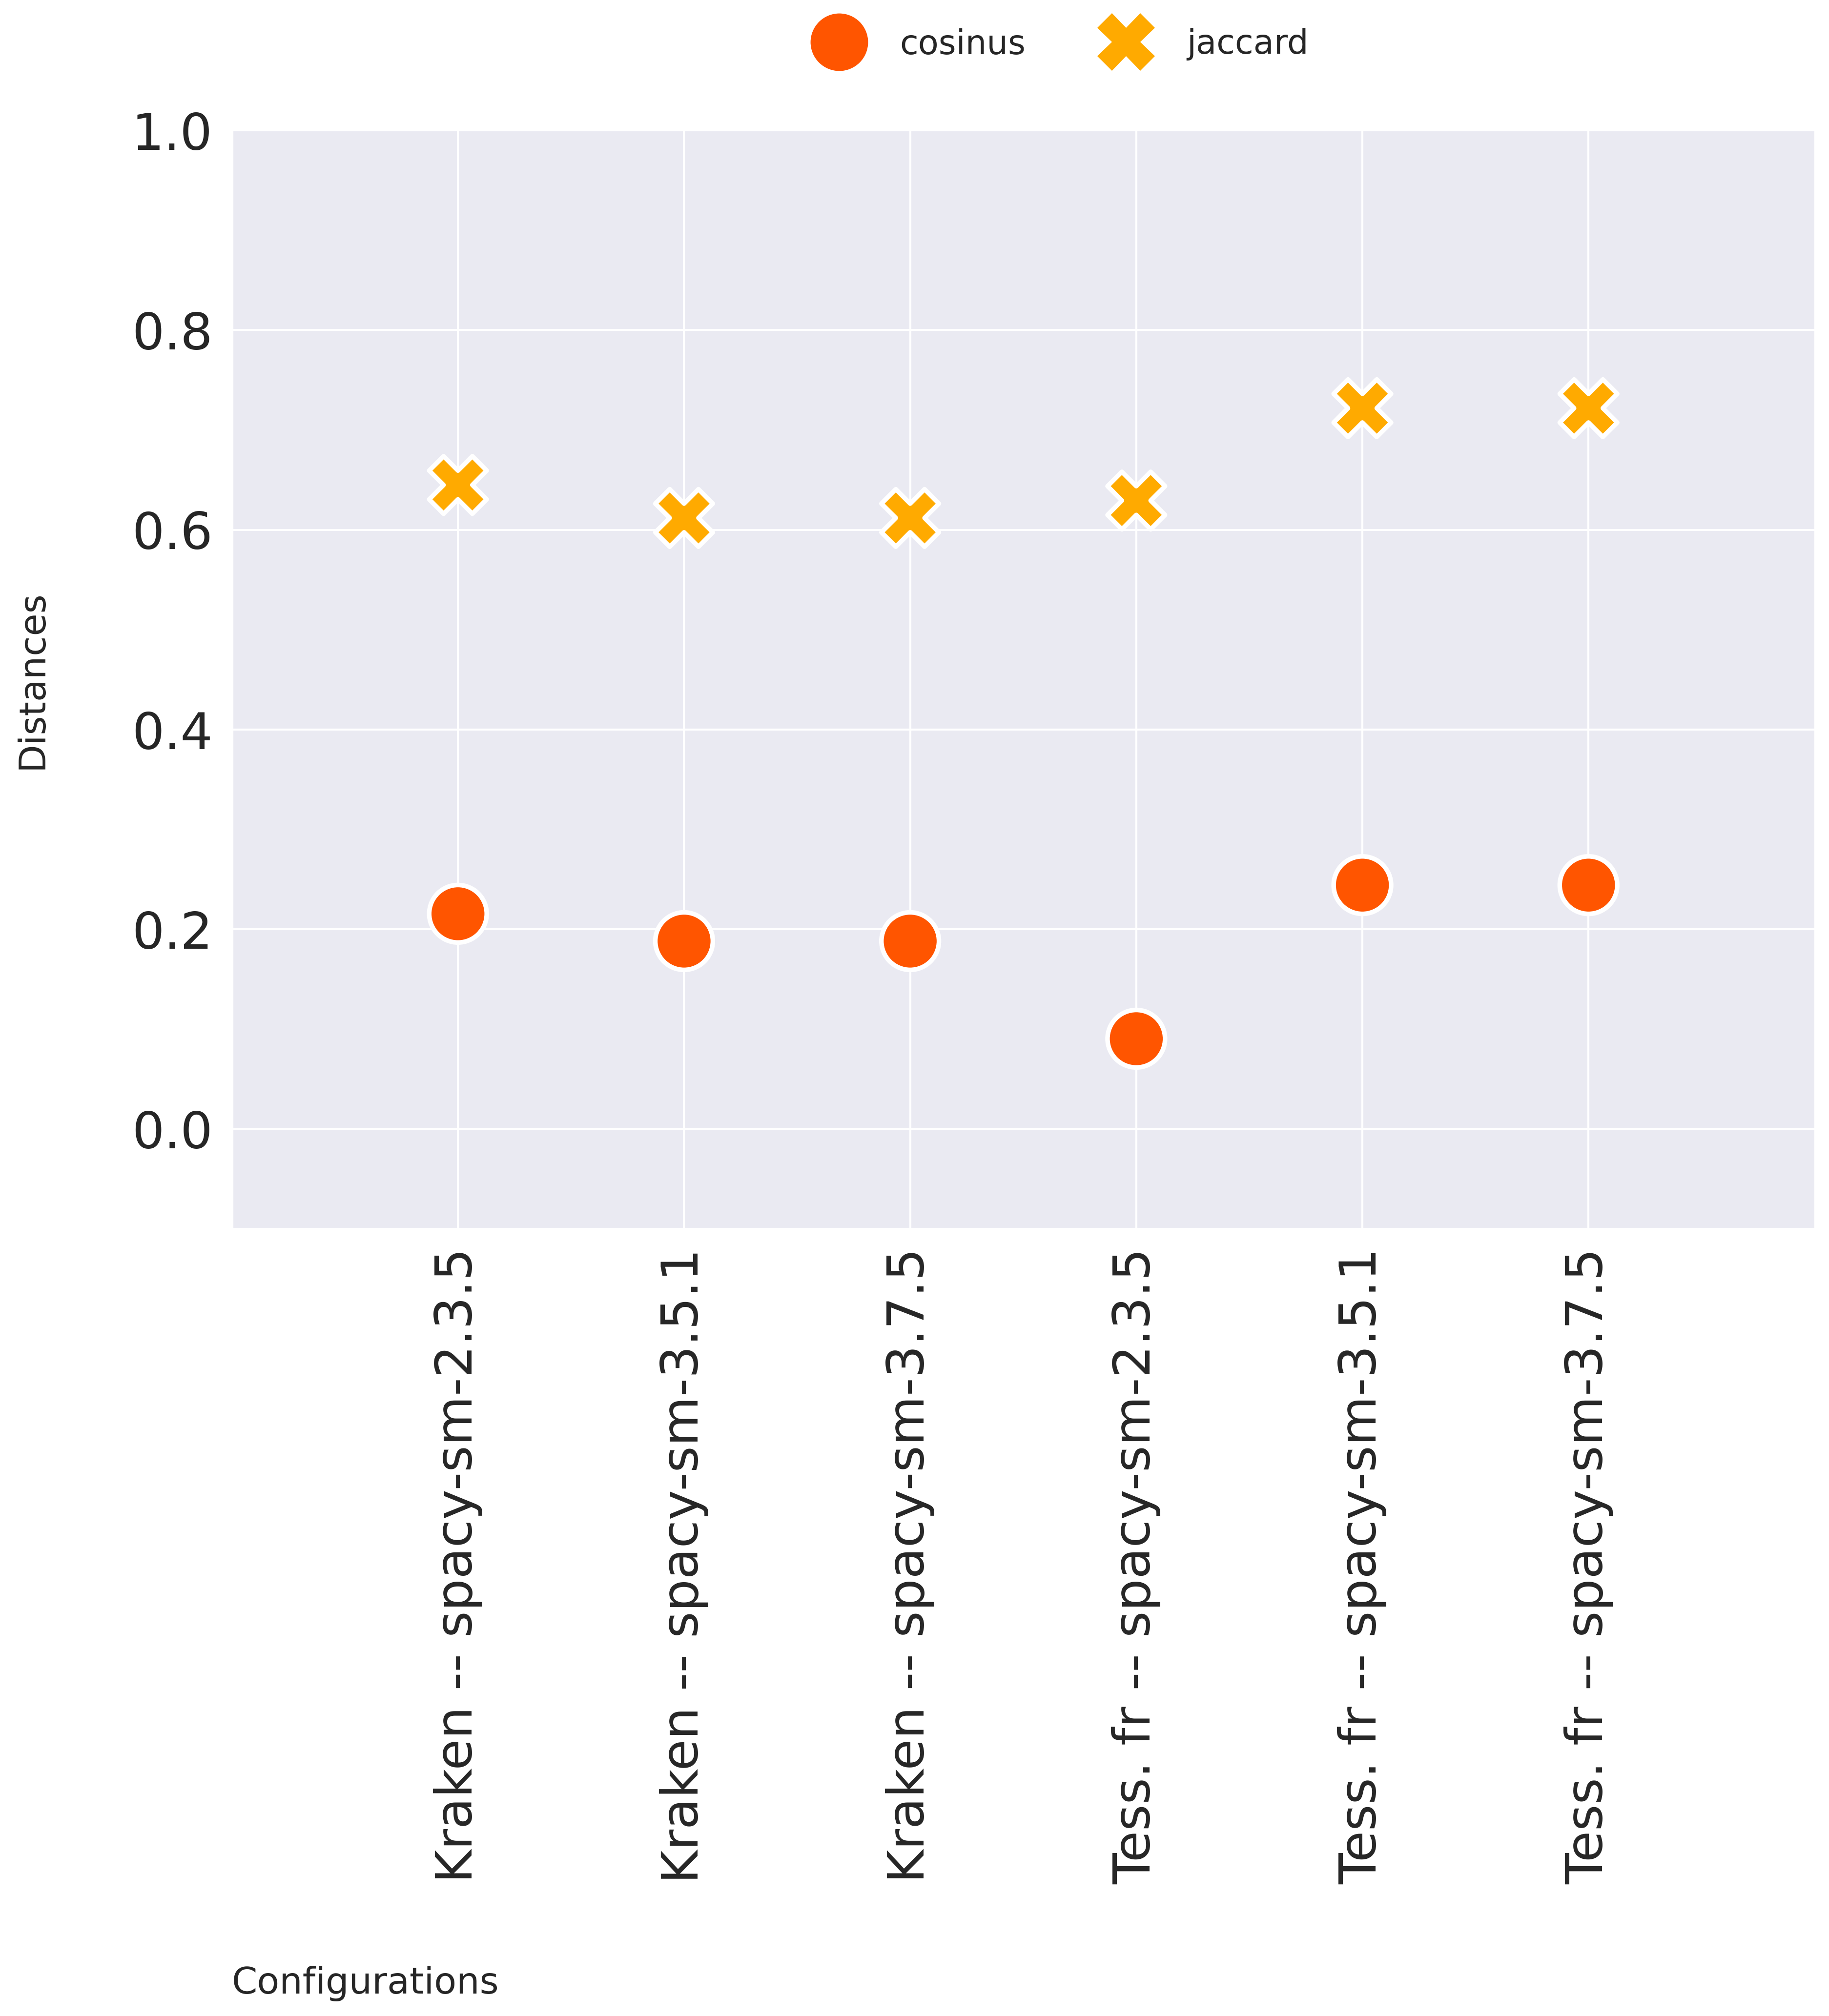 cosinus jaccard
1.0
0.8
0.6
0.4
0.2
0.0
Distances
Kraken -- spacy-sm-2.3.5
Kraken -- spacy-sm-3.5.1
Kraken -- spacy-sm-3.7.5
Tess. fr -- spacy-sm-2.3.5
Tess. fr -- spacy-sm-3.5.1
Tess. fr -- spacy-sm-3.7.5
Configurations